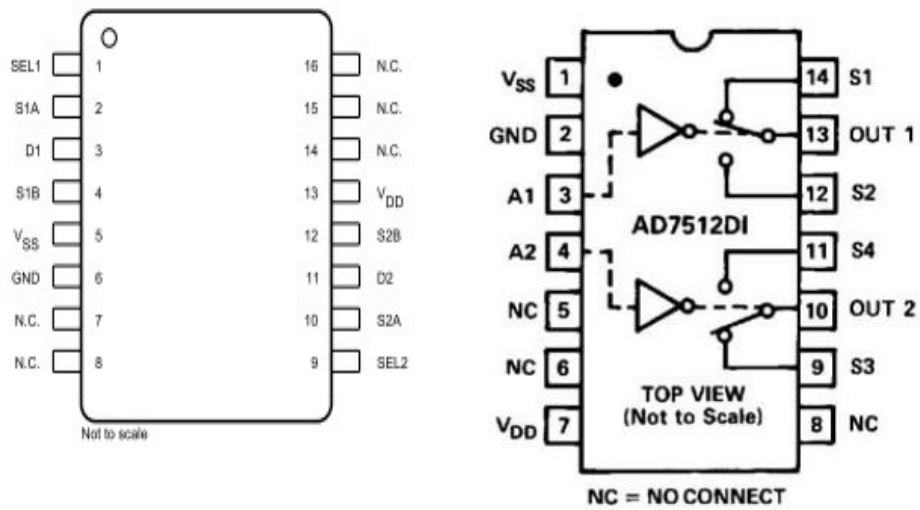 SEL1 1 16 N.C.
S1A 2 15 N.C.
D1 3 14 N.C.
S1B 4 13 VDD
VSS 5 12 S2B
GND 6 11 D2
N.C. 7 10 S2A
N.C. 8 9 SEL2
Not to scale
VSS 1 14 S1
GND 2 13 OUT 1
A1 3 12 S2
AD7512DI
A2 4 11 S4
NC 5 10 OUT 2
NC 6 9 S3
TOP VIEW
(Not to Scale)
VDD 7 8 NC
NC = NO CONNECT